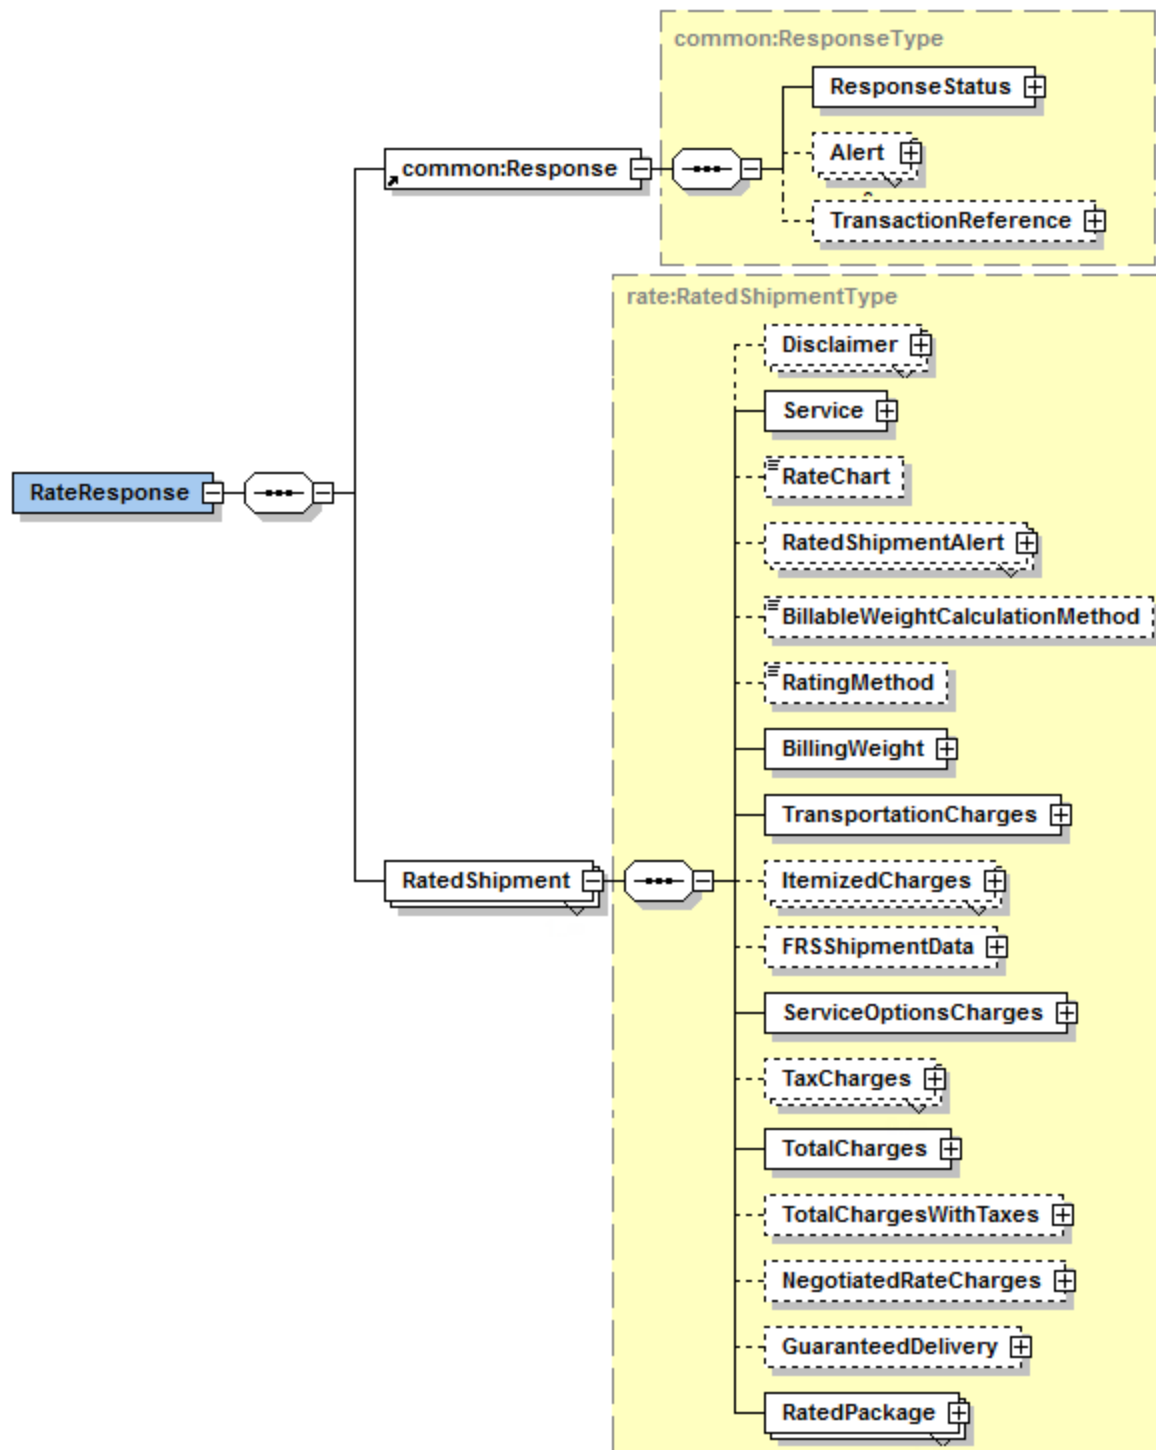 common:ResponseType
ResponseStatus
common:Response
Alert
TransactionReference
rate:RatedShipmentType
Disclaimer
Service
RateChart
RateResponse
RatedShipmentAlert
BillableWeightCalculationMethod
RatingMethod
BillingWeight
TransportationCharges
RatedShipment
ItemizedCharges
FRSShipmentData
ServiceOptionsCharges
TaxCharges
TotalCharges
TotalChargesWithTaxes
NegotiatedRateCharges
GuaranteedDelivery
RatedPackage